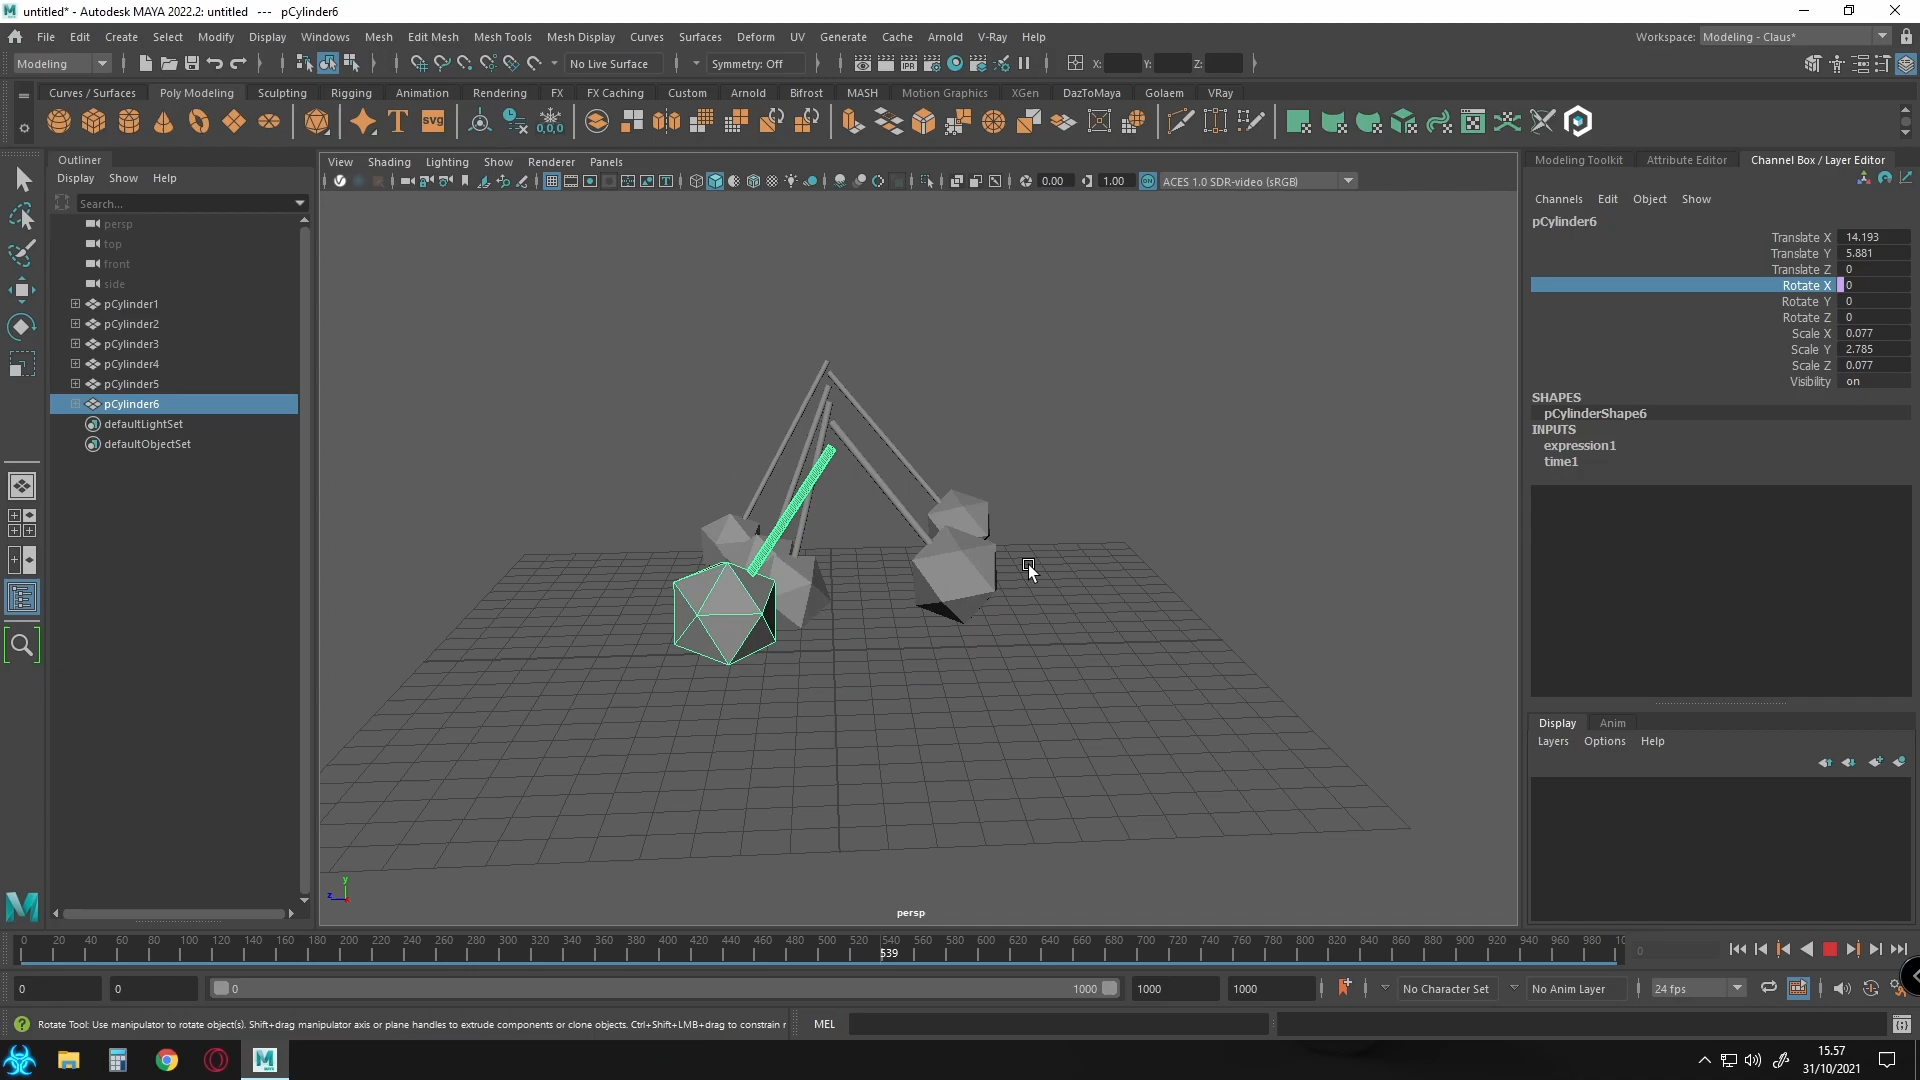 untitled* - Autodesk MAYA 2022.2: untitled --- pCylinder6
File Edit Create Select Modify Display Windows Mesh Edit Mesh Mesh Tools Mesh Display Curves Surfaces Deform UV Generate Cache Arnold V-Ray Help
Workspace: Modeling - Claus*
Modeling
No Live Surface
Symmetry: Off
X:
Y:
Z:
Curves / Surfaces Poly Modeling Sculpting Rigging Animation Rendering FX FX Caching Custom Arnold Bifrost MASH Motion Graphics XGen DazToMaya Golaem VRay
T
SVG
IPR
0,0,0
Outliner
Display Show Help
Search...
persp
top
front
side
pCylinder1
pCylinder2
pCylinder3
pCylinder4
pCylinder5
pCylinder6
defaultLightSet
defaultObjectSet
View Shading Lighting Show Renderer Panels
0.00
1.00
ACES 1.0 SDR-video (sRGB)
y
z
persp
Modeling Toolkit Attribute Editor Channel Box / Layer Editor
Channels Edit Object Show
pCylinder6
Translate X 14.193
Translate Y 5.881
Translate Z 0
Rotate X 0
Rotate Y 0
Rotate Z 0
Scale X 0.077
Scale Y 2.785
Scale Z 0.077
Visibility on
SHAPES
pCylinderShape6
INPUTS
expression1
time1
Display Anim
Layers Options Help
0 20 40 60 80 100 120 140 160 180 200 220 240 260 280 300 320 340 360 380 400 420 440 460 480 500 520 540 560 580 600 620 640 660 680 700 720 740 760 780 800 820 840 860 880 900 920 940 960 980
539
0
0
0
0
1000
1000
1000
No Character Set
No Anim Layer
24 fps
Rotate Tool: Use manipulator to rotate object(s). Shift+drag manipulator axis or plane handles to extrude components or clone objects. Ctrl+Shift+LMB+drag to constrain
MEL
15.57
31/10/2021